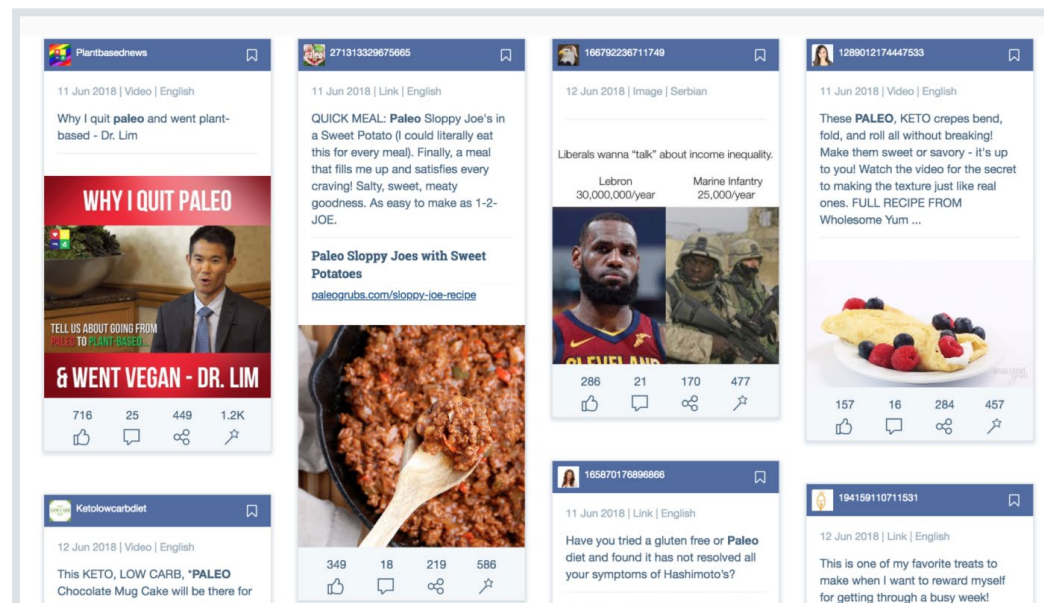 Plantbasednews
11 Jun 2018 | Video | English
Why I quit paleo and went plant-
based - Dr. Lim
WHY I QUIT PALEO
TELL US ABOUT GOING FROM
PALEO TO PLANT-BASED
& WENT VEGAN - DR. LIM
716 25 449 1.2K
Ketolowcarbdiet
12 Jun 2018 | Video | English
This KETO, LOW CARB, *PALEO
Chocolate Mug Cake will be there for
271313329675665
11 Jun 2018 | Link | English
QUICK MEAL: Paleo Sloppy Joe's in
a Sweet Potato (I could literally eat
this for every meal). Finally, a meal
that fills me up and satisfies every
craving! Salty, sweet, meaty
goodness. As easy to make as 1-2-
JOE.
Paleo Sloppy Joes with Sweet
Potatoes
paleogrubs.com/sloppy-joe-recipe
349 18 219 586
166792236711749
12 Jun 2018 | Image | Serbian
Liberals wanna “talk” about income inequality.
Lebron
30,000,000/year
Marine Infantry
25,000/year
CLEVELAND
286 21 170 477
165870176896866
11 Jun 2018 | Link | English
Have you tried a gluten free or Paleo
diet and found it has not resolved all
your symptoms of Hashimoto’s?
1289012174447533
11 Jun 2018 | Video | English
These PALEO, KETO crepes bend,
fold, and roll all without breaking!
Make them sweet or savory - it's up
to you! Watch the video for the secret
to making the texture just like real
ones. FULL RECIPE FROM
Wholesome Yum ...
157 16 284 457
194159110711531
12 Jun 2018 | Link | English
This is one of my favorite treats to
make when I want to reward myself
for getting through a busy week!